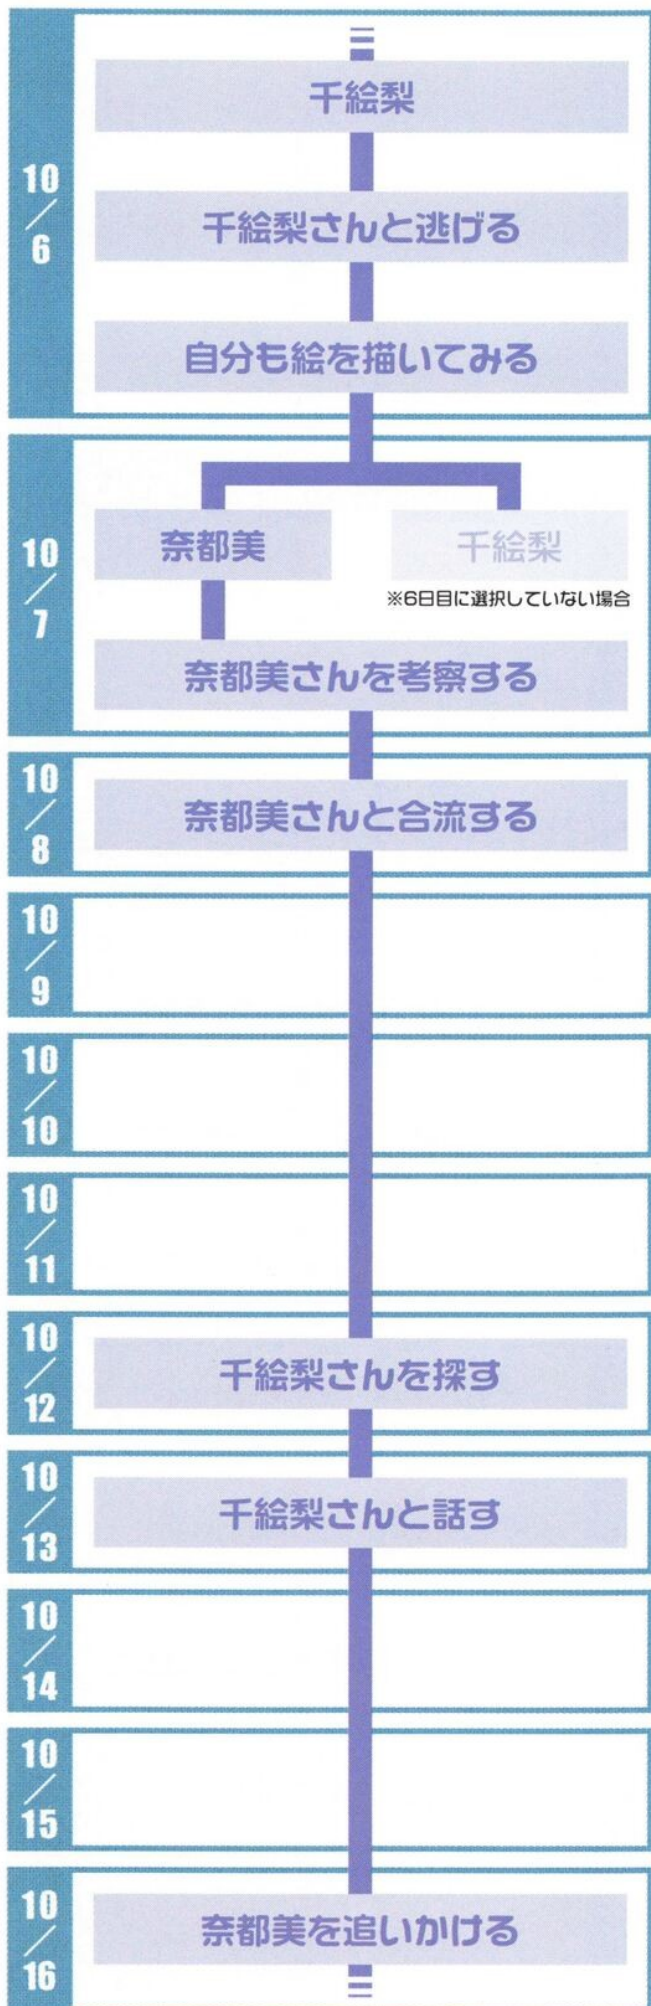 10/6
千絵梨
千絵梨さんと逃げる
自分も絵を描いてみる
10/7
奈都美
千絵梨
※6日目に選択していない場合
奈都美さんを考察する
10/8
奈都美さんと合流する
10/9
10/10
10/11
10/12
千絵梨さんを探す
10/13
千絵梨さんと話す
10/14
10/15
10/16
奈都美を追いかける